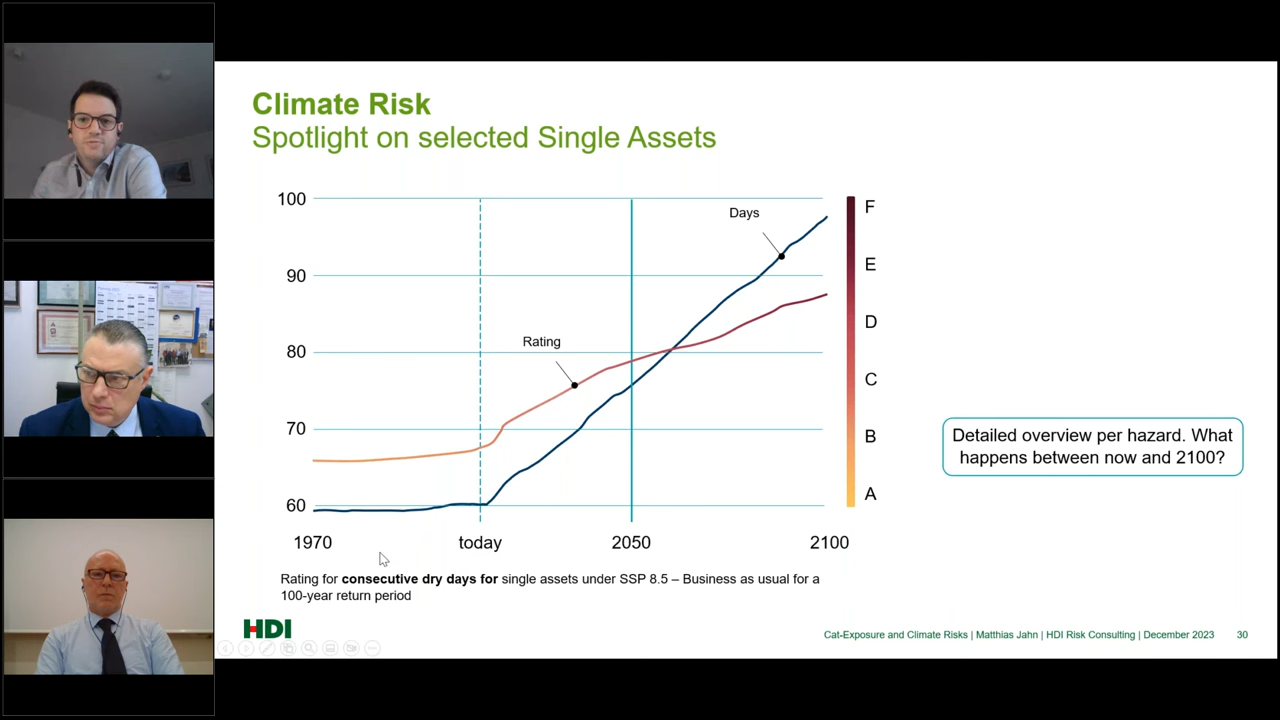 Climate Risk
Spotlight on selected Single Assets
100
90
80
70
60
Days
Rating
1970
today
2050
2100
F
E
D
C
B
A
Detailed overview per hazard. What
happens between now and 2100?
Rating for consecutive dry days for single assets under SSP 8.5 – Business as usual for a
100-year return period
HDI
Cat-Exposure and Climate Risks | Matthias Jahn | HDI Risk Consulting | December 2023 30